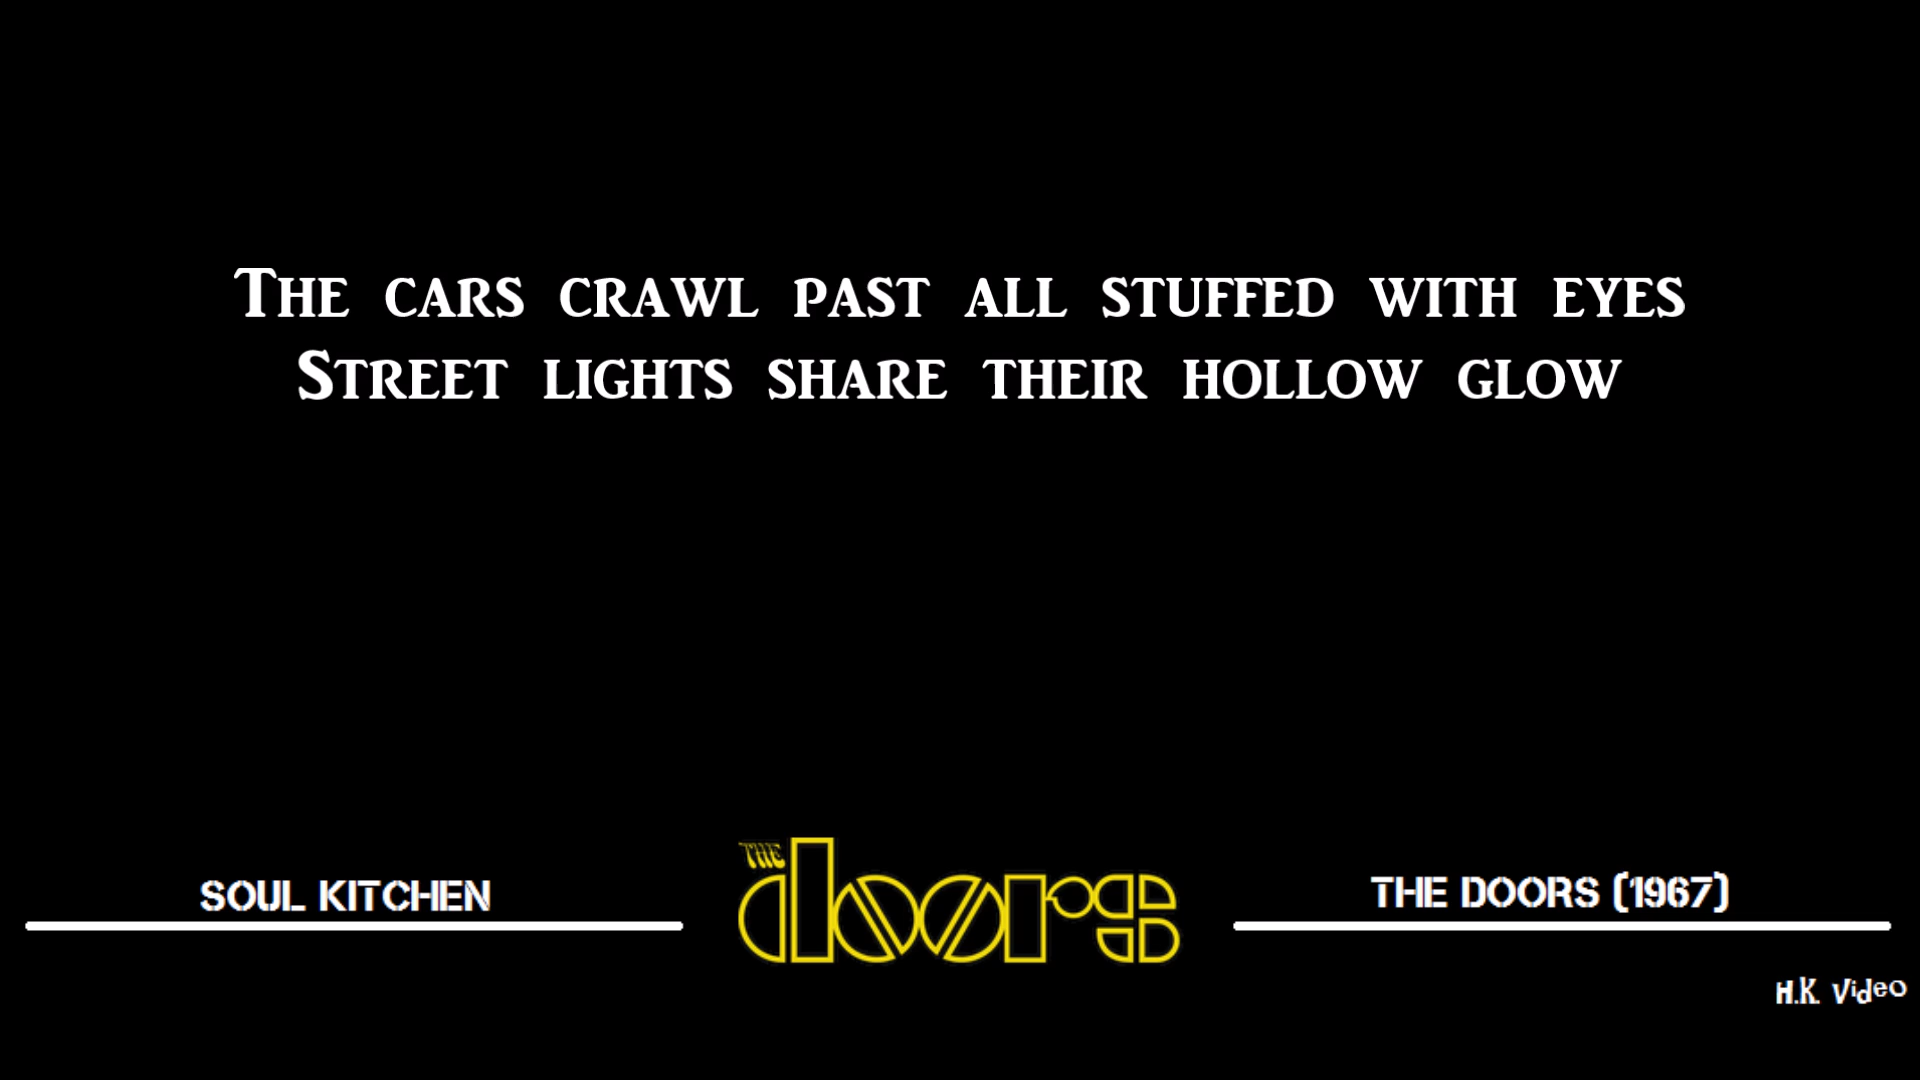 The cars crawl past all stuffed with eyes
Street lights share their hollow glow
SOUL KITCHEN
THE doors
THE DOORS (1967)
H.K. Video